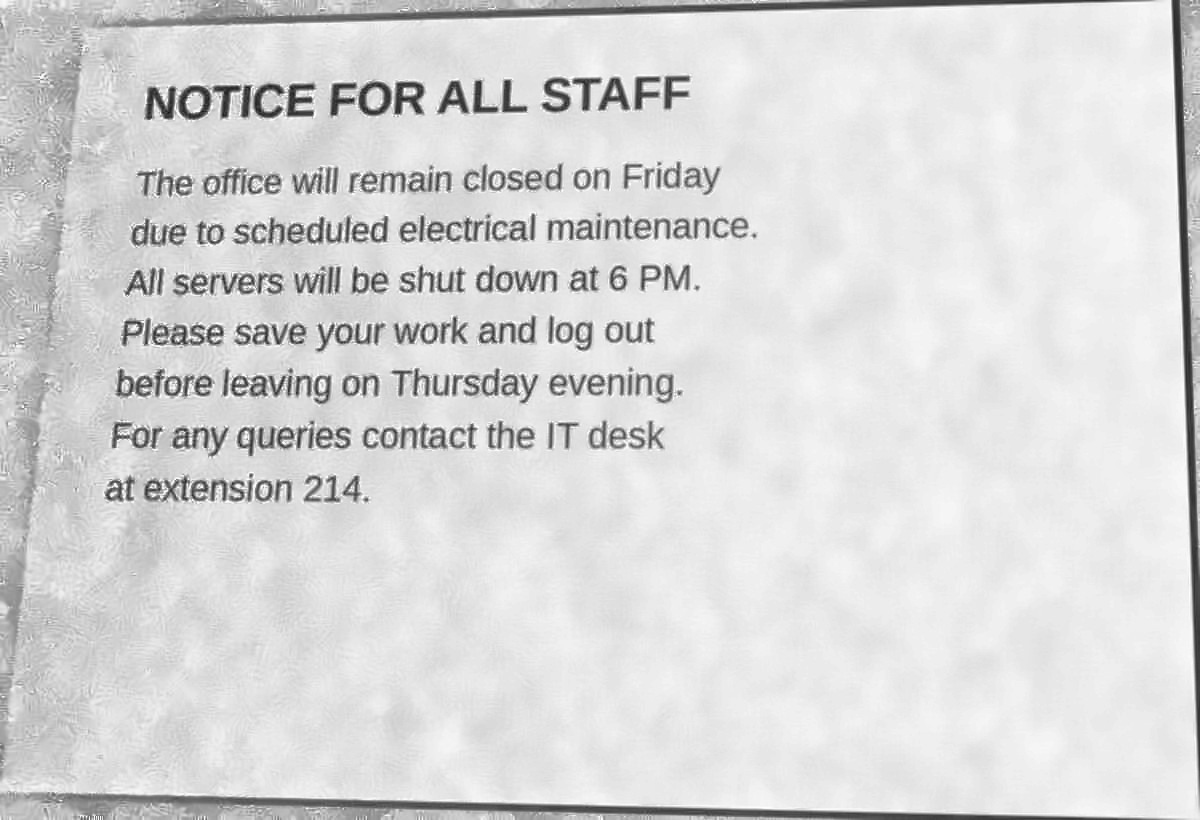 NOTICE FOR ALL STAFF
The office will remain closed on Friday
due to scheduled electrical maintenance.
All servers will be shut down at 6 PM.
Please save your work and log out
before leaving on Thursday evening.
For any queries contact the IT desk
at extension 214.